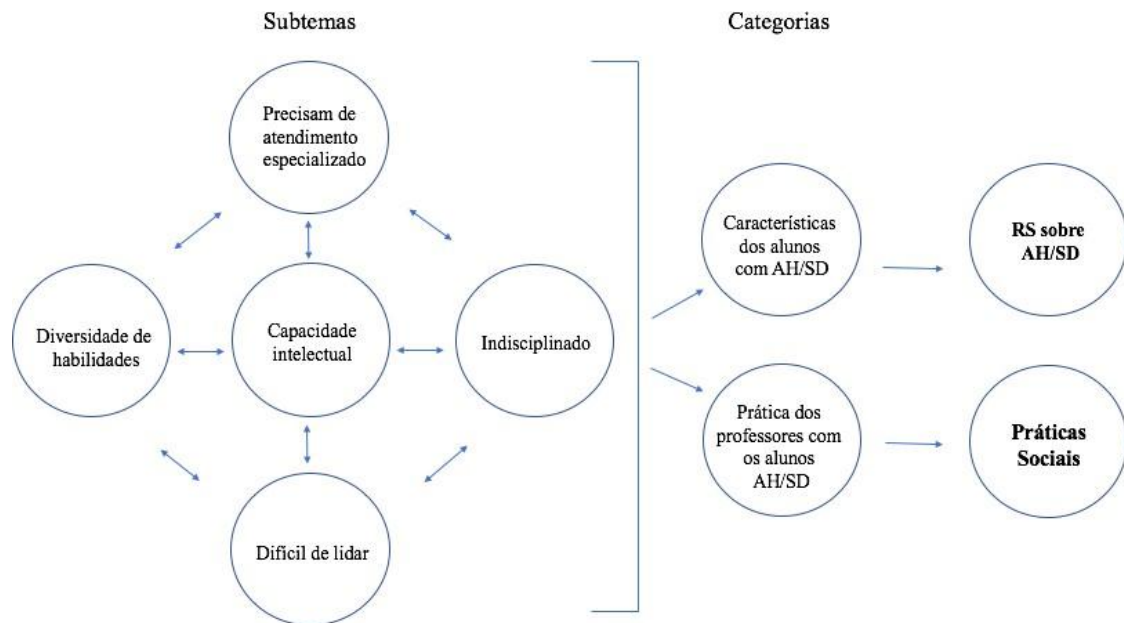 Subtemas
Categorias
Precisam de
atendimento
especializado
Diversidade de
habilidades
Capacidade
intelectual
Indisciplinado
Difícil de lidar
Características
dos alunos
com AH/SD
RS sobre
AH/SD
Prática dos
professores com
os alunos
AH/SD
Práticas
Sociais